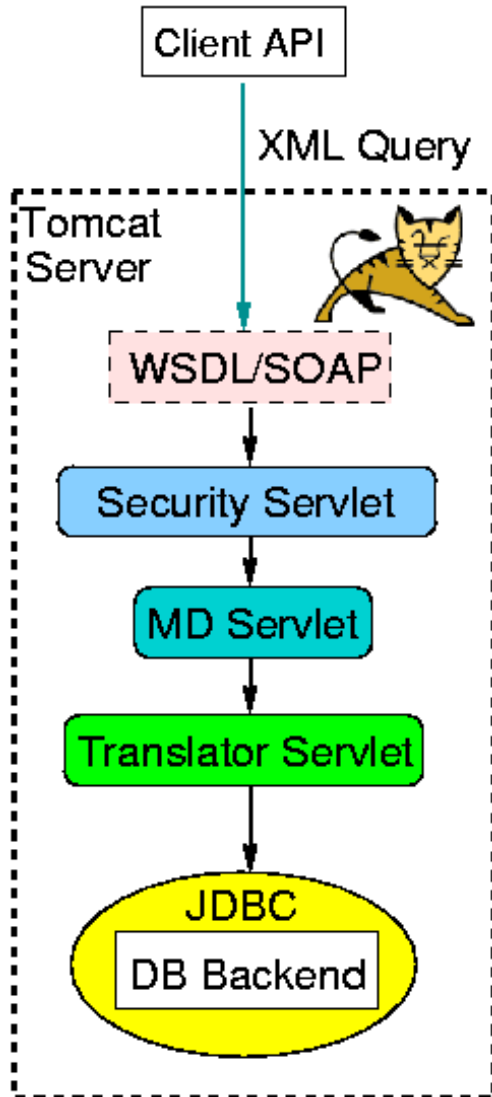 Client API
XML Query
Tomcat
Server
WSDL/SOAP
Security Servlet
MD Servlet
Translator Servlet
JDBC
DB Backend